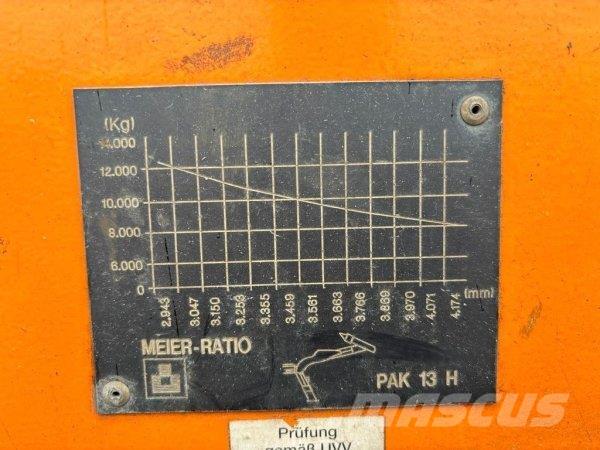 (Kg)
14.000
12.000
10.000
8.000
6.000
0
2.943 3.047 3.150 3.253 3.355 3.459 3.561 3.663 3.766 3.869 3.970 4.071 4.174 (mm)
MEIER-RATIO
PAK 13 H
Prüfung
gemäß UVV
MASCUS